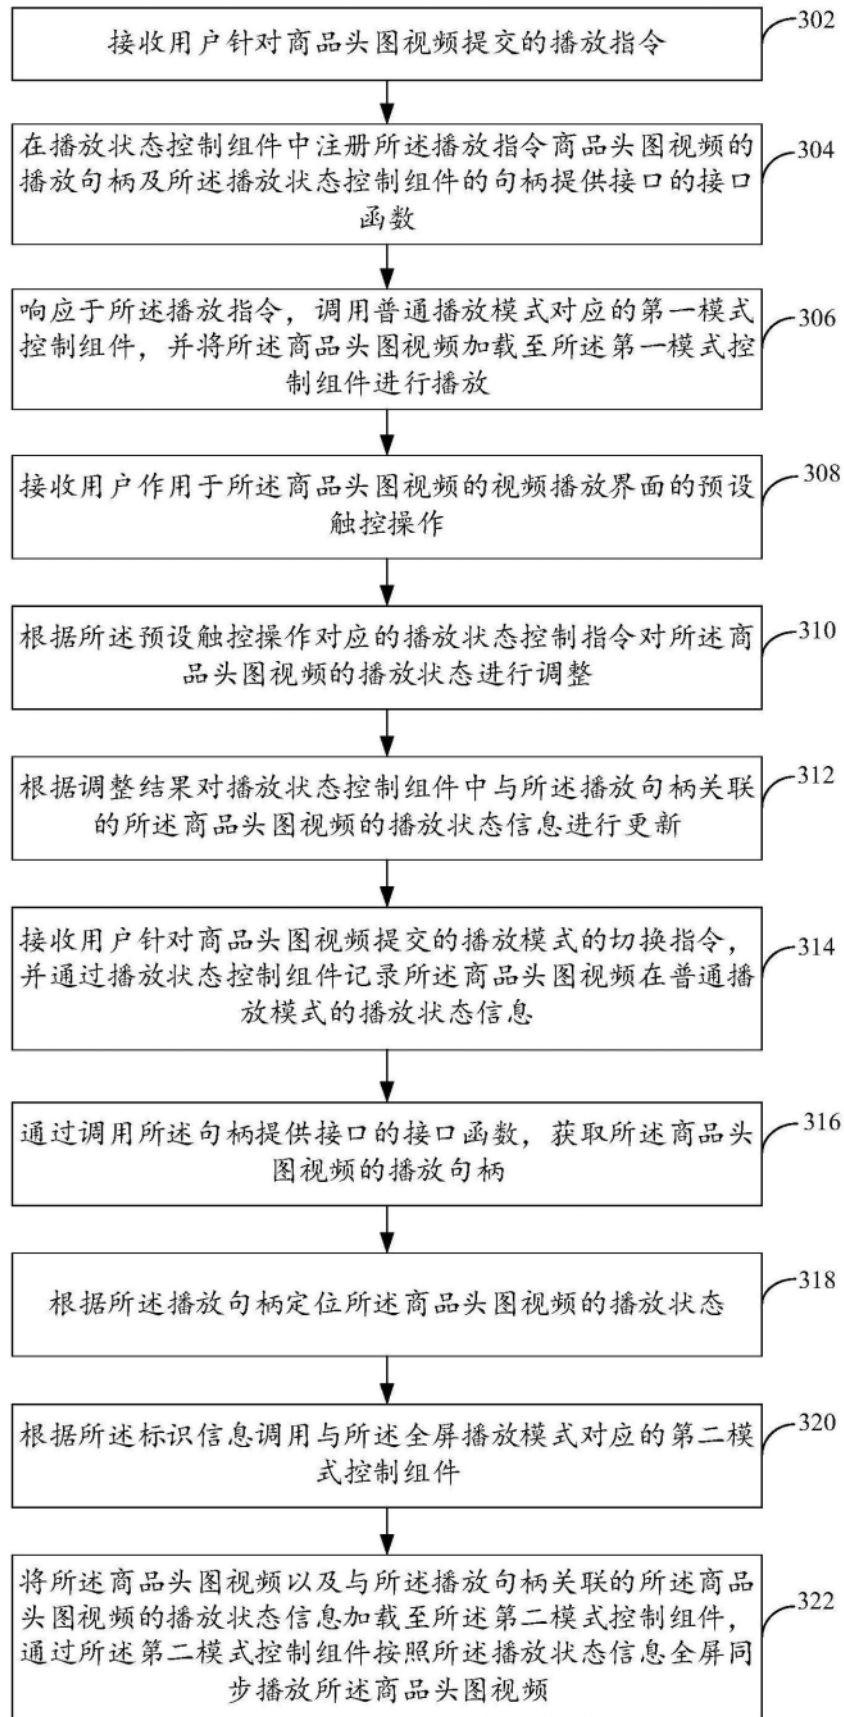 接收用户针对商品头图视频提交的播放指令
302
在播放状态控制组件中注册所述播放指令商品头图视频的
播放句柄及所述播放状态控制组件的句柄提供接口的接口
函数
304
响应于所述播放指令，调用普通播放模式对应的第一模式
控制组件，并将所述商品头图视频加载至所述第一模式控
制组件进行播放
306
接收用户作用于所述商品头图视频的视频播放界面的预设
触控操作
308
根据所述预设触控操作对应的播放状态控制指令对所述商
品头图视频的播放状态进行调整
310
根据调整结果对播放状态控制组件中与所述播放句柄关联
的所述商品头图视频的播放状态信息进行更新
312
接收用户针对商品头图视频提交的播放模式的切换指令，
并通过播放状态控制组件记录所述商品头图视频在普通播
放模式的播放状态信息
314
通过调用所述句柄提供接口的接口函数，获取所述商品头
图视频的播放句柄
316
根据所述播放句柄定位所述商品头图视频的播放状态
318
根据所述标识信息调用与所述全屏播放模式对应的第二模
式控制组件
320
将所述商品头图视频以及与所述播放句柄关联的所述商品
头图视频的播放状态信息加载至所述第二模式控制组件，
通过所述第二模式控制组件按照所述播放状态信息全屏同
步播放所述商品头图视频
322